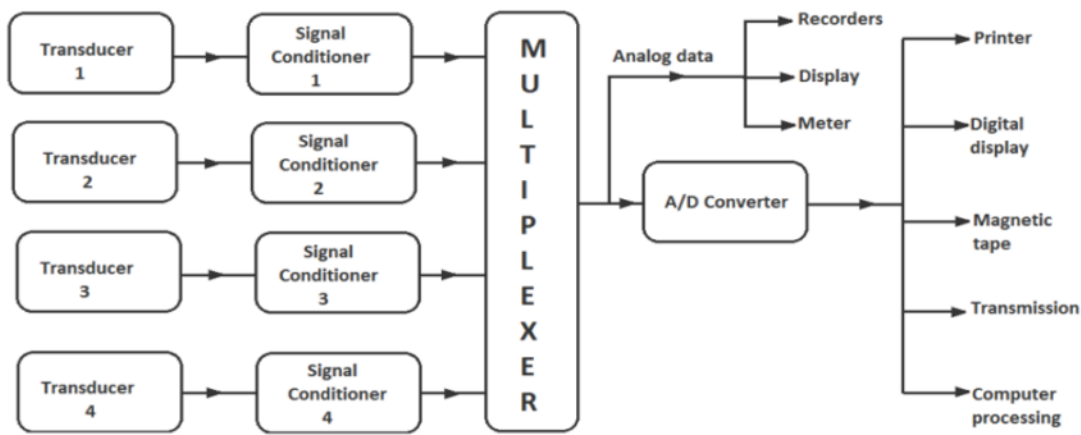 Transducer
1
Signal
Conditioner
1
Transducer
2
Signal
Conditioner
2
Transducer
3
Signal
Conditioner
3
Transducer
4
Signal
Conditioner
4
M
U
L
T
I
P
L
E
X
E
R
Analog data
Recorders
Display
Meter
A/D Converter
Printer
Digital
display
Magnetic
tape
Transmission
Computer
processing